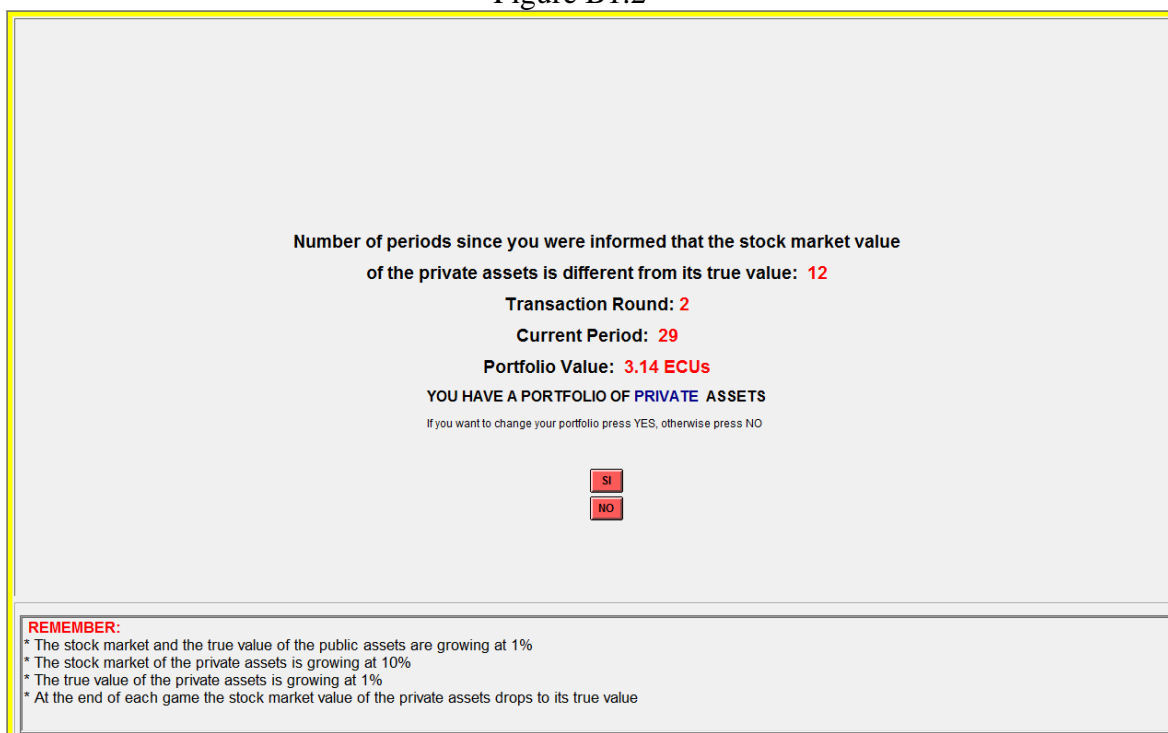 Figure B1.2
Number of periods since you were informed that the stock market value
of the private assets is different from its true value: 12
Transaction Round: 2
Current Period: 29
Portfolio Value: 3.14 ECUs
YOU HAVE A PORTFOLIO OF PRIVATE ASSETS
If you want to change your portfolio press YES, otherwise press NO
SI
NO
REMEMBER:
* The stock market and the true value of the public assets are growing at 1%
* The stock market of the private assets is growing at 10%
* The true value of the private assets is growing at 1%
* At the end of each game the stock market value of the private assets drops to its true value